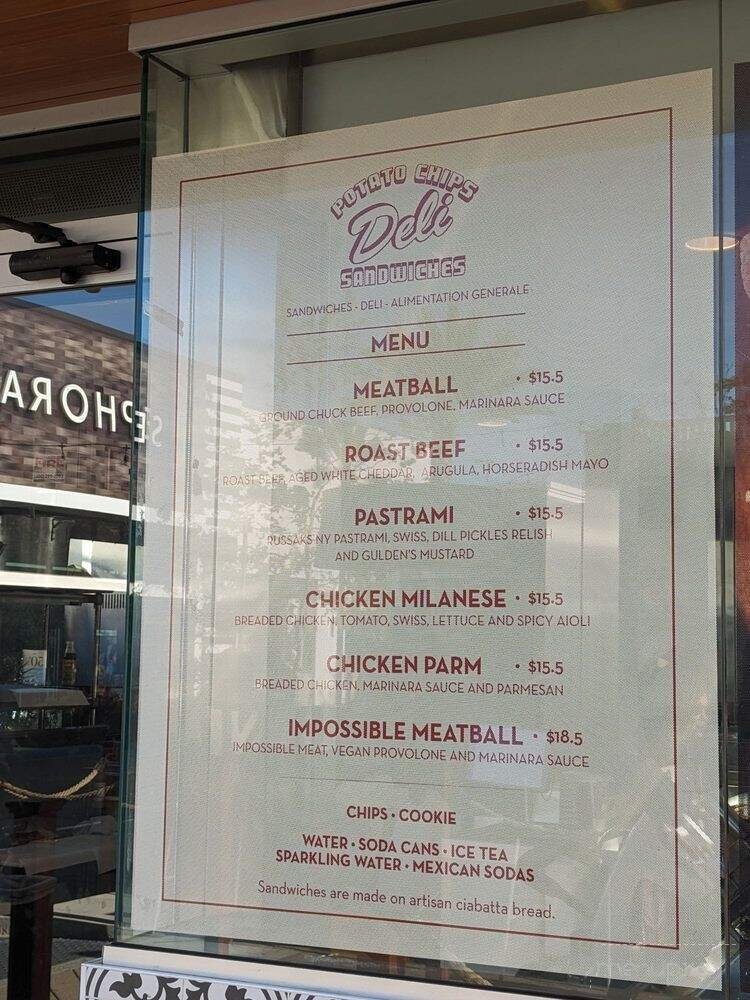 POTATO CHIPS
Deli
SANDWICHES
SANDWICHES - DELI - ALIMENTATION GENERALE
MENU
MEATBALL • $15.5
GROUND CHUCK BEEF, PROVOLONE, MARINARA SAUCE
ROAST BEEF • $15.5
ROAST BEEF, AGED WHITE CHEDDAR, ARUGULA, HORSERADISH MAYO
PASTRAMI • $15.5
RUSSAKS NY PASTRAMI, SWISS, DILL PICKLES RELISH
AND GULDEN'S MUSTARD
CHICKEN MILANESE • $15.5
BREADED CHICKEN, TOMATO, SWISS, LETTUCE AND SPICY AIOLI
CHICKEN PARM • $15.5
BREADED CHICKEN, MARINARA SAUCE AND PARMESAN
IMPOSSIBLE MEATBALL • $18.5
IMPOSSIBLE MEAT, VEGAN PROVOLONE AND MARINARA SAUCE
CHIPS • COOKIE
WATER • SODA CANS • ICE TEA
SPARKLING WATER • MEXICAN SODAS
Sandwiches are made on artisan ciabatta bread.
SEPHORA